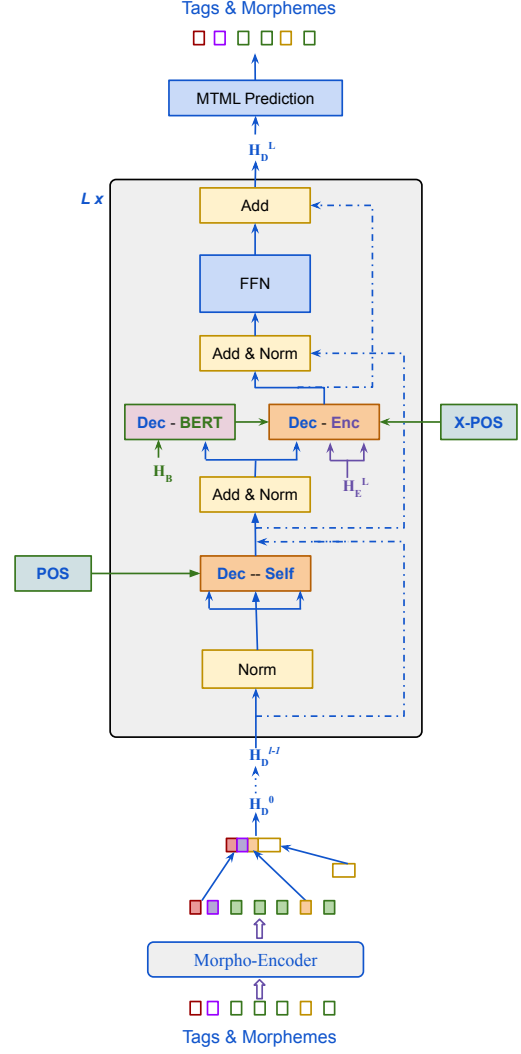 Tags & Morphemes
MTML Prediction
H_D^L
L x
Add
FFN
Add & Norm
Dec - BERT
Dec - Enc
X-POS
H_B
H_E^L
Add & Norm
POS
Dec -- Self
Norm
H_D^l-1
H_D^0
Morpho-Encoder
Tags & Morphemes